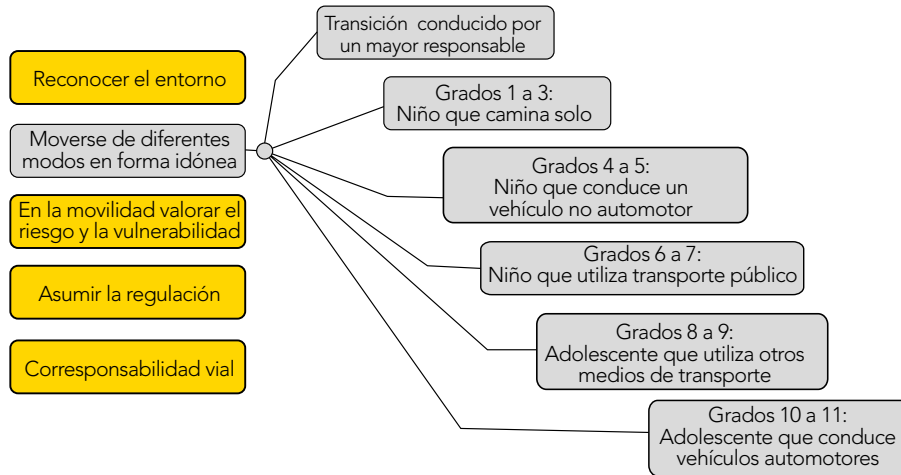 Transición conducido por
un mayor responsable
Reconocer el entorno
Grados 1 a 3:
Niño que camina solo
Moverse de diferentes
modos en forma idónea
Grados 4 a 5:
Niño que conduce un
vehículo no automotor
En la movilidad valorar el
riesgo y la vulnerabilidad
Grados 6 a 7:
Niño que utiliza transporte público
Asumir la regulación
Grados 8 a 9:
Adolescente que utiliza otros
medios de transporte
Corresponsabilidad vial
Grados 10 a 11:
Adolescente que conduce
vehículos automotores